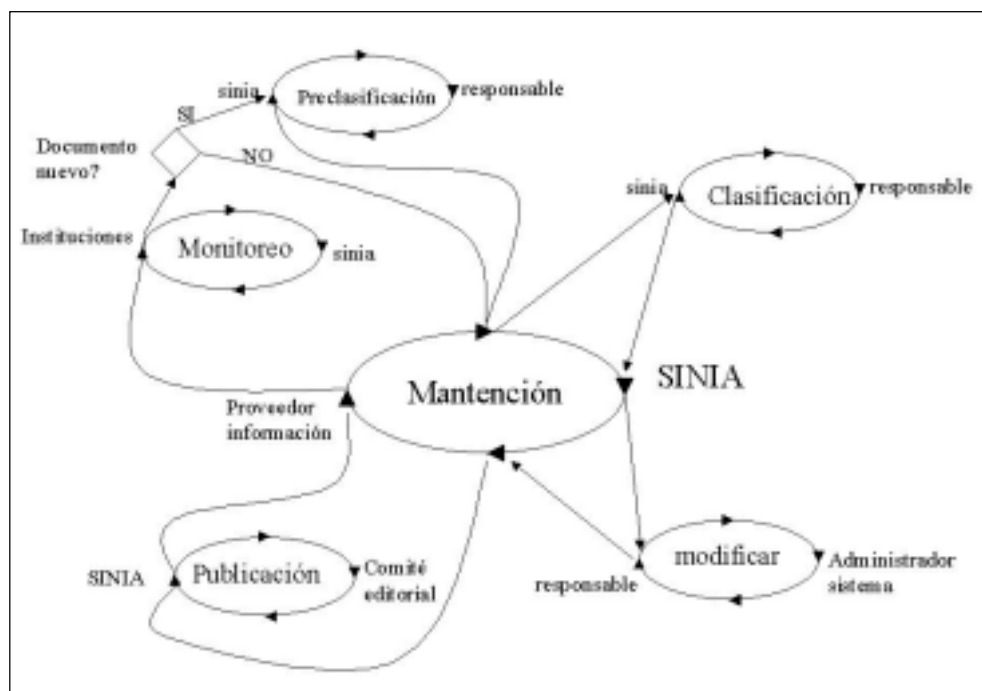 sinia
Preclasificación
responsable
SI
Documento
nuevo?
NO
sinia
Clasificación
responsable
Instituciones
Monitoreo
sinia
Mantención
SINIA
Proveedor
información
SINIA
Publicación
Comité
editorial
responsable
modificar
Administrador
sistema